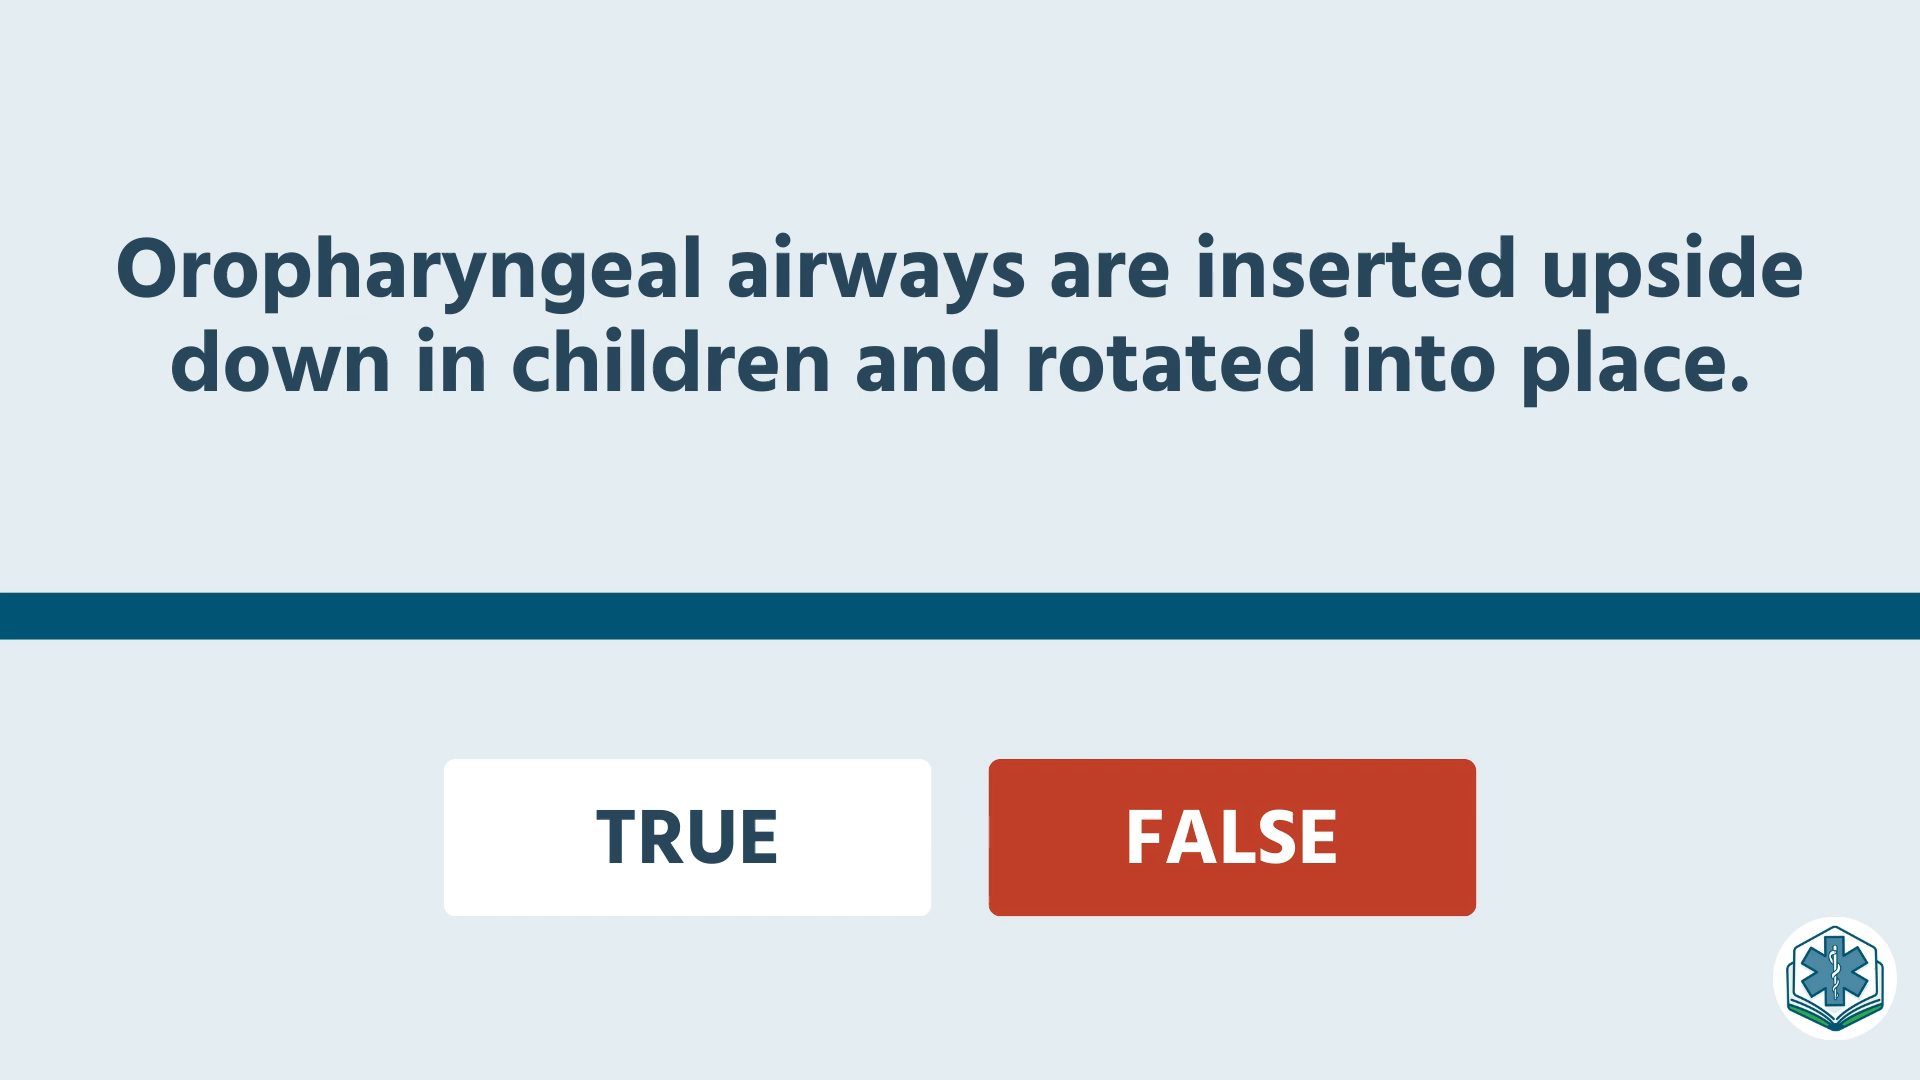 Oropharyngeal airways are inserted upside
down in children and rotated into place.
TRUE
FALSE